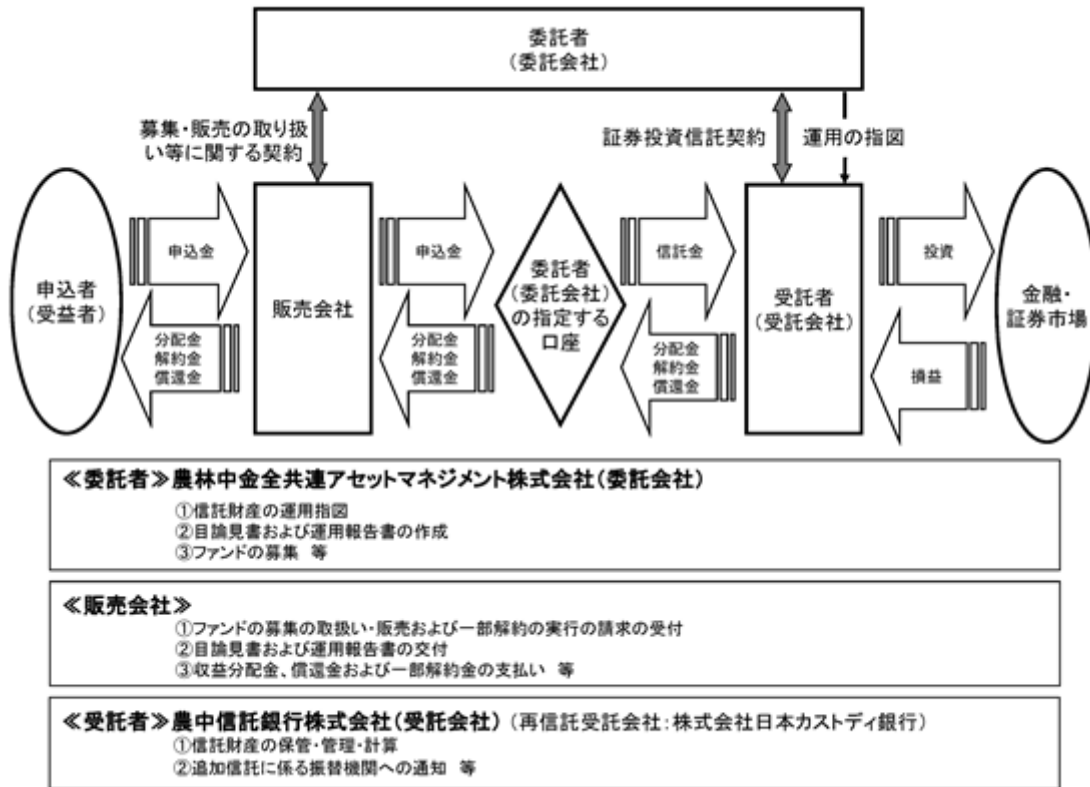 委託者
(委託会社)
募集・販売の取り扱
い等に関する契約
証券投資信託契約
運用の指図
申込者
(受益者)
申込金
分配金
解約金
償還金
販売会社
申込金
分配金
解約金
償還金
委託者
(委託会社)
の指定する
口座
信託金
分配金
解約金
償還金
受託者
(受託会社)
投資
損益
金融・
証券市場
≪委託者≫農林中金全共連アセットマネジメント株式会社(委託会社)
①信託財産の運用指図
②目論見書および運用報告書の作成
③ファンドの募集 等
≪販売会社≫
①ファンドの募集の取扱い・販売および一部解約の実行の請求の受付
②目論見書および運用報告書の交付
③収益分配金、償還金および一部解約金の支払い 等
≪受託者≫農中信託銀行株式会社(受託会社) (再信託受託会社:株式会社日本カストディ銀行)
①信託財産の保管・管理・計算
②追加信託に係る振替機関への通知 等